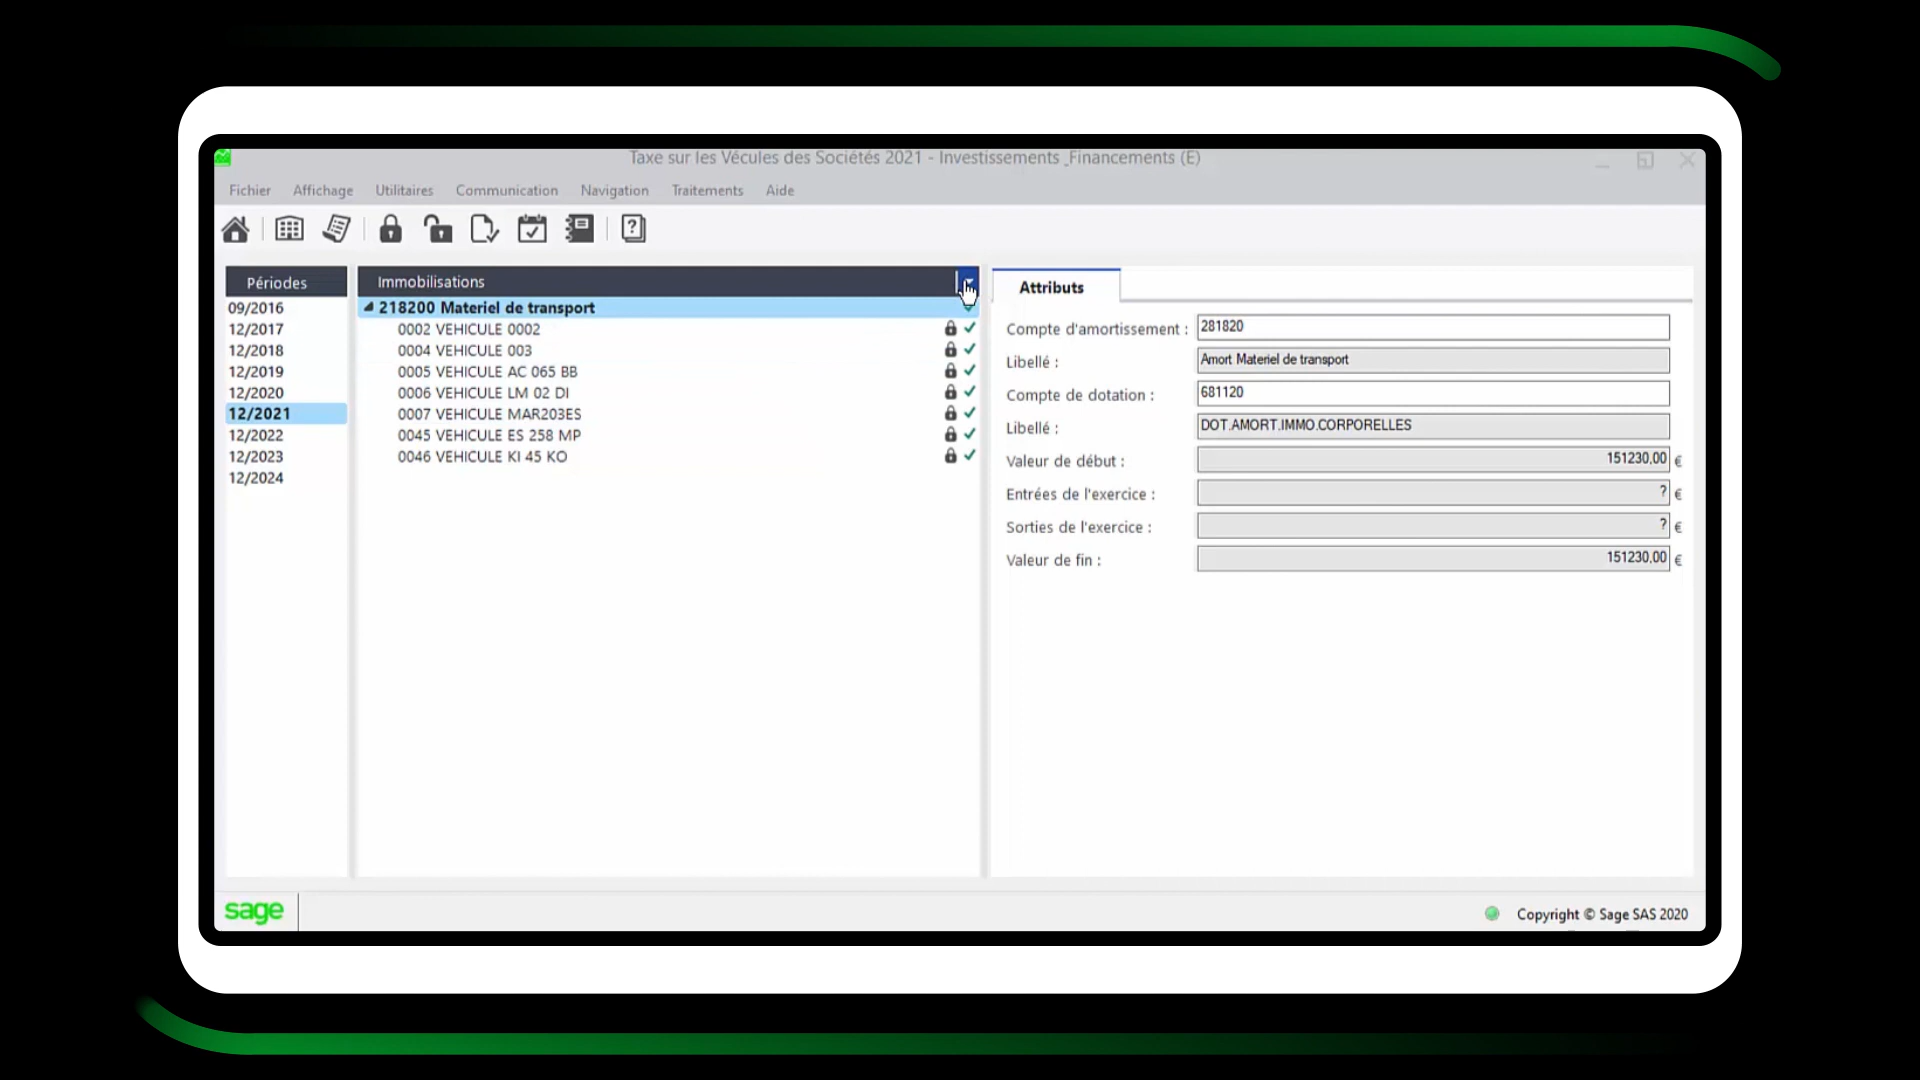 Taxe sur les Vécules des Sociétés 2021 - Investissements _Financements (E)
Fichier Affichage Utilitaires Communication Navigation Traitements Aide
Périodes
09/2016
12/2017
12/2018
12/2019
12/2020
12/2021
12/2022
12/2023
12/2024
Immobilisations
218200 Materiel de transport
0002 VEHICULE 0002
0004 VEHICULE 003
0005 VEHICULE AC 065 BB
0006 VEHICULE LM 02 DI
0007 VEHICULE MAR203ES
0045 VEHICULE ES 258 MP
0046 VEHICULE KI 45 KO
Attributs
Compte d'amortissement : 281820
Libellé : Amort Materiel de transport
Compte de dotation : 681120
Libellé : DOT.AMORT.IMMO.CORPORELLES
Valeur de début : 151230,00 €
Entrées de l'exercice : ? €
Sorties de l'exercice : ? €
Valeur de fin : 151230,00 €
sage
Copyright © Sage SAS 2020